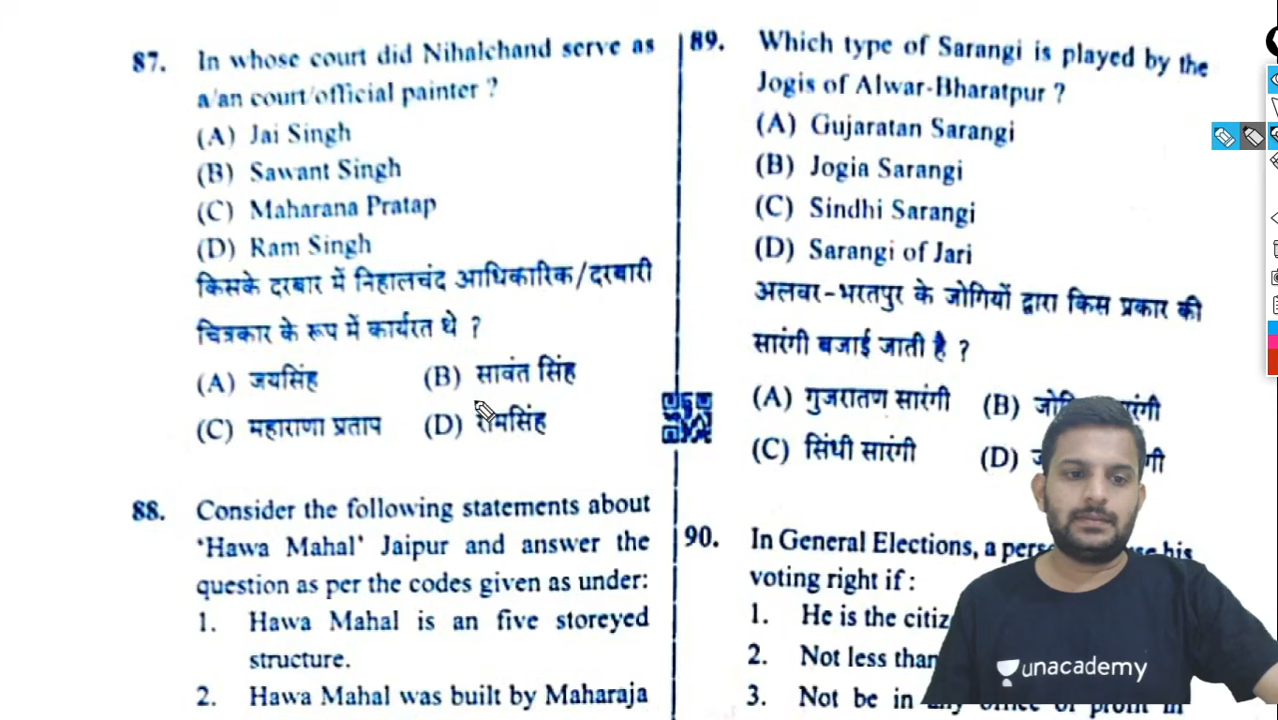 87. In whose court did Nihalchand serve as
a/an court/official painter ?
(A) Jai Singh
(B) Sawant Singh
(C) Maharana Pratap
(D) Ram Singh
किसके दरबार में निहालचंद आधिकारिक/दरबारी
चित्रकार के रूप में कार्यरत थे ?
(A) जयसिंह (B) सावंत सिंह
(C) महाराणा प्रताप (D) रामसिंह
88. Consider the following statements about
‘Hawa Mahal’ Jaipur and answer the
question as per the codes given as under:
1. Hawa Mahal is an five storeyed
structure.
2. Hawa Mahal was built by Maharaja
89. Which type of Sarangi is played by the
Jogis of Alwar-Bharatpur ?
(A) Gujaratan Sarangi
(B) Jogia Sarangi
(C) Sindhi Sarangi
(D) Sarangi of Jari
अलवर-भरतपुर के जोगियों द्वारा किस प्रकार की
सारंगी बजाई जाती है ?
(A) गुजरातण सारंगी (B)
(C) सिंधी सारंगी (D)
90. In General Elections, a his
voting right if :
1. He is the
2. Not less than
3. Not be in
unacademy